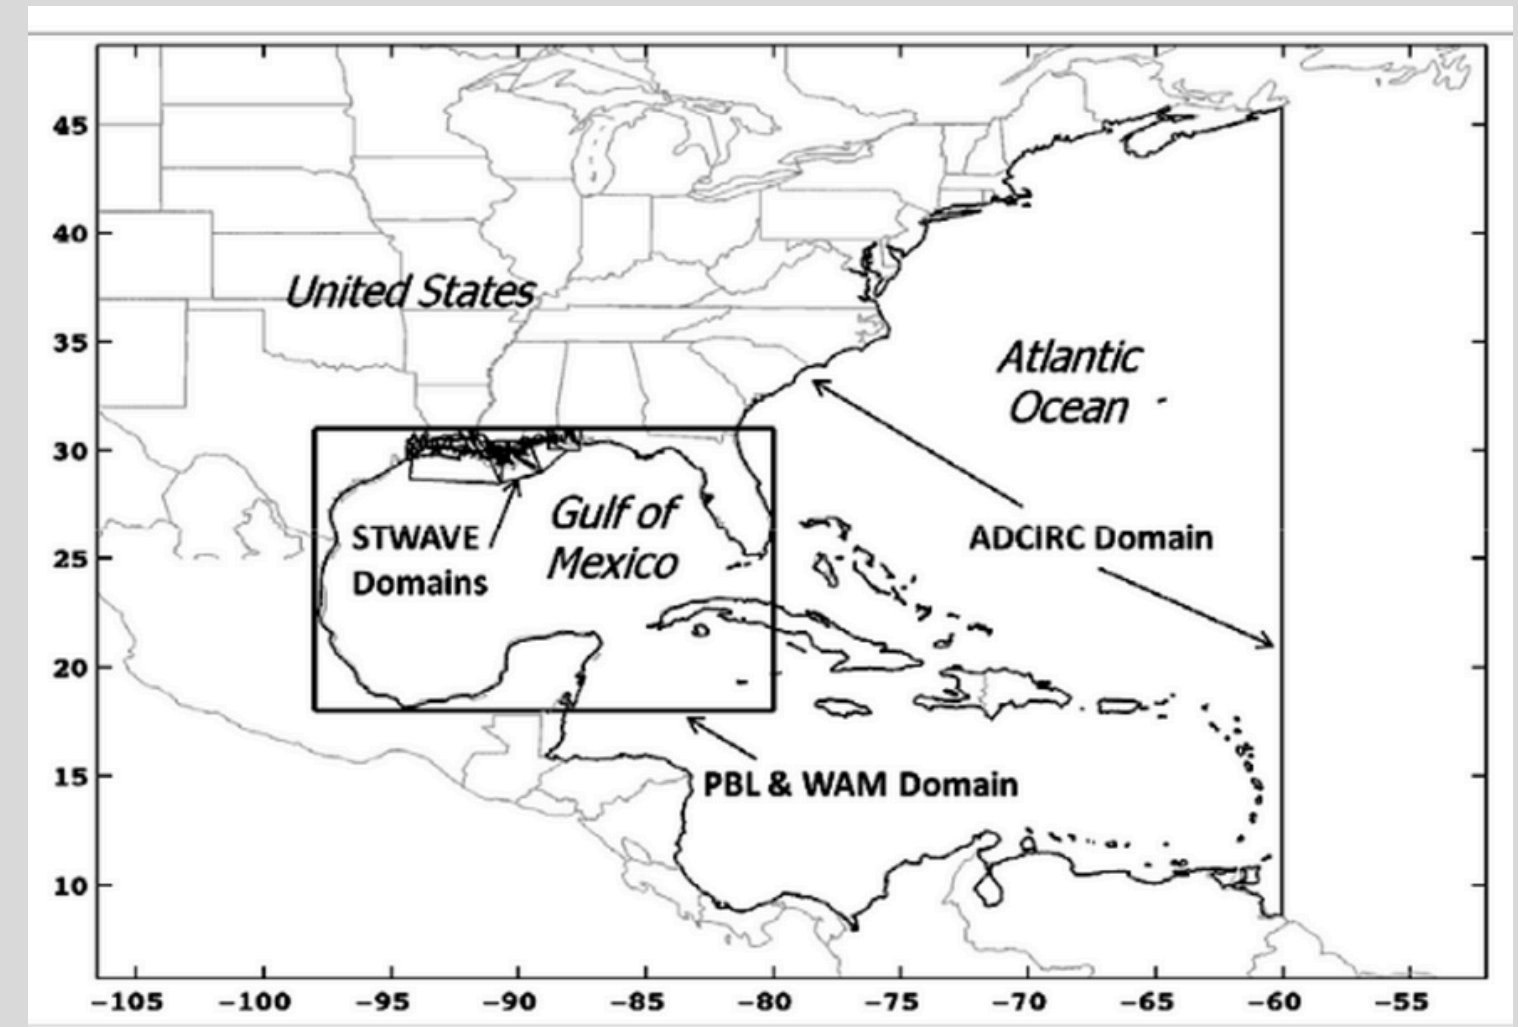 45
40
35
30
25
20
15
10
United States
Atlantic
Ocean
Gulf of
Mexico
STWAVE
Domains
ADCIRC Domain
PBL & WAM Domain
−105
−100
−95
−90
−85
−80
−75
−70
−65
−60
−55